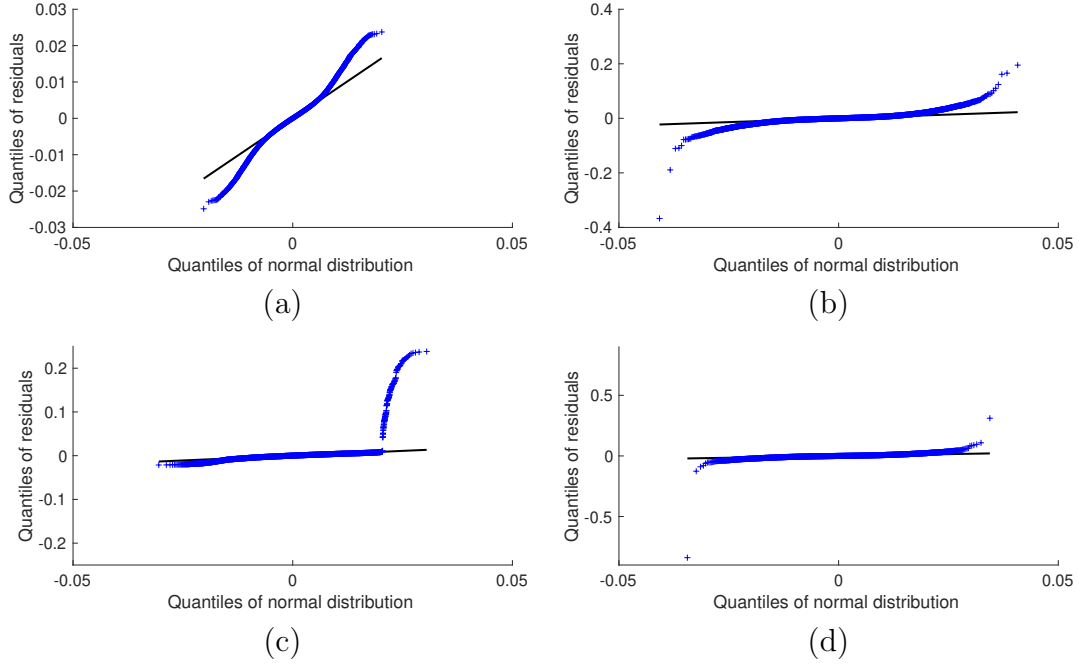 Quantiles of residuals
0.03
0.02
0.01
0
-0.01
-0.02
-0.03
-0.05
0
0.05
Quantiles of normal distribution
(a)
Quantiles of residuals
0.4
0.2
0
-0.2
-0.4
-0.05
0
0.05
Quantiles of normal distribution
(b)
Quantiles of residuals
0.2
0.1
0
-0.1
-0.2
-0.05
0
0.05
Quantiles of normal distribution
(c)
Quantiles of residuals
0.5
0
-0.5
-0.05
0
0.05
Quantiles of normal distribution
(d)